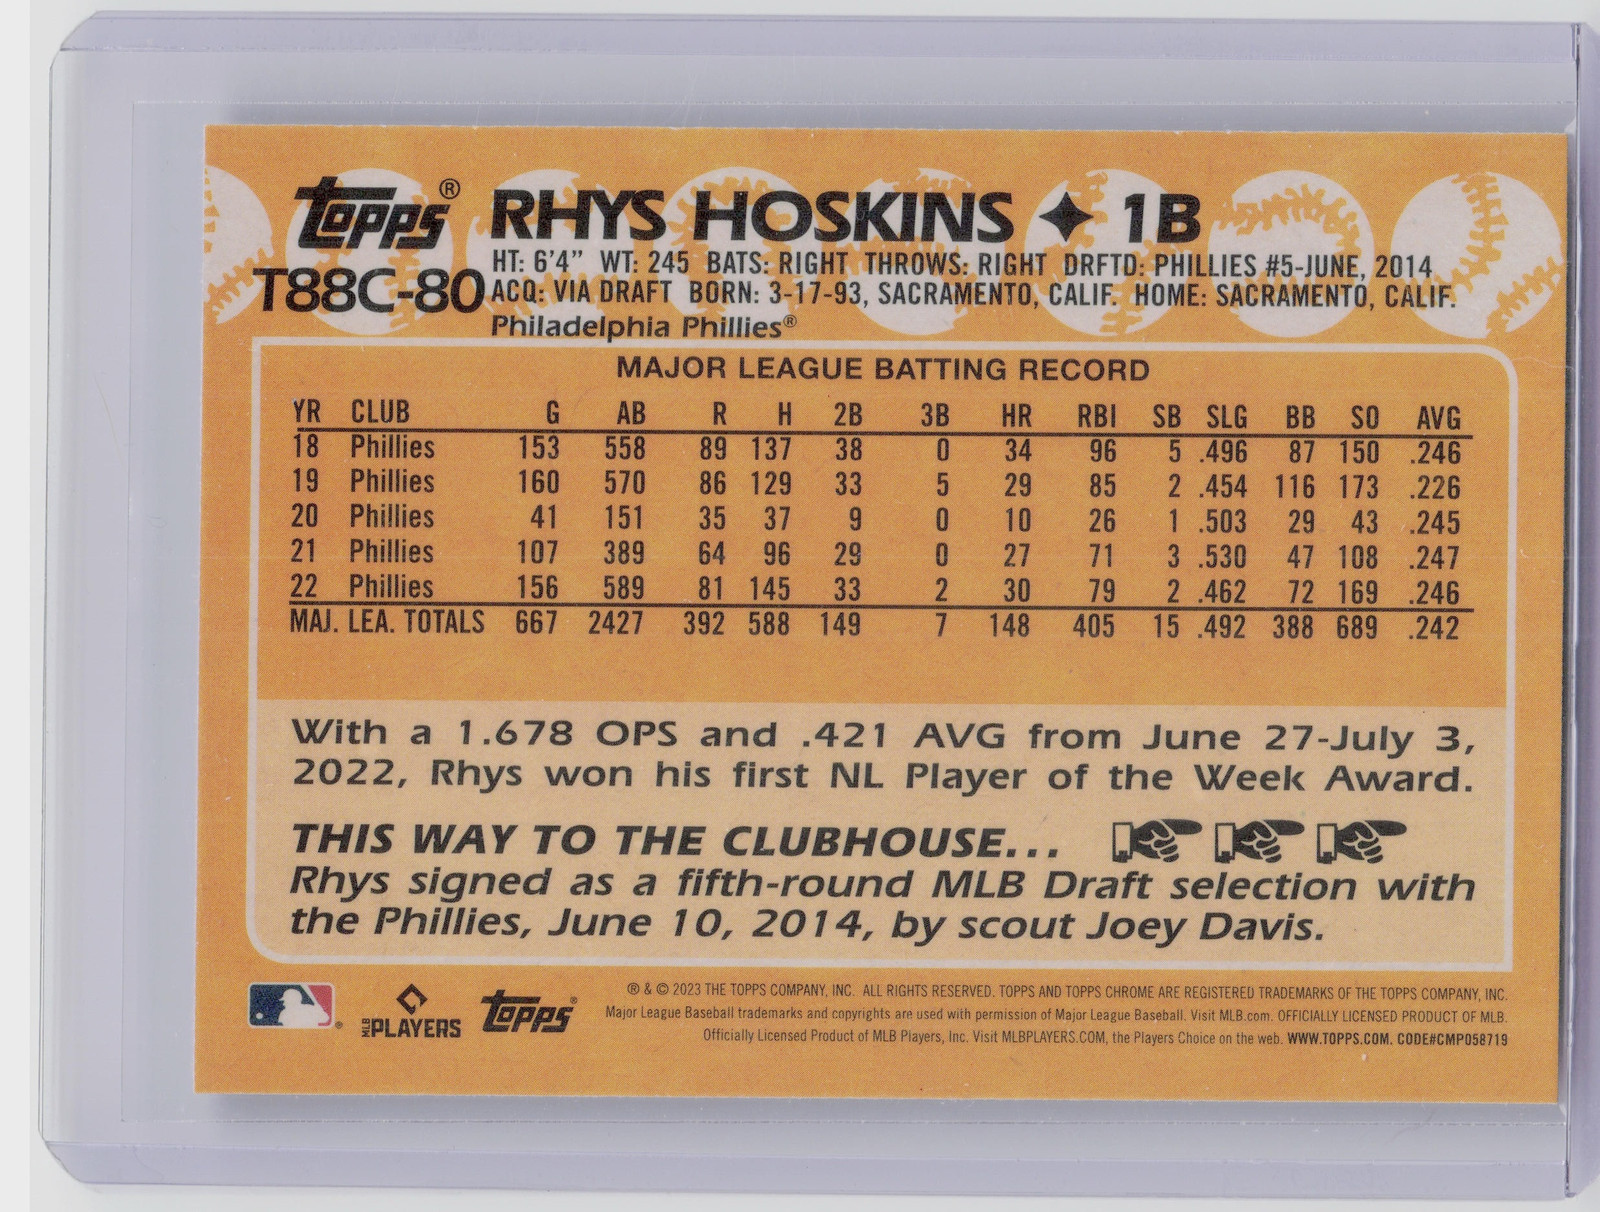 topps® RHYS HOSKINS ✦ 1B
T88C-80
HT: 6'4" WT: 245 BATS: RIGHT THROWS: RIGHT DRFTD: PHILLIES #5-JUNE, 2014
ACQ: VIA DRAFT BORN: 3-17-93, SACRAMENTO, CALIF. HOME: SACRAMENTO, CALIF.
Philadelphia Phillies®
MAJOR LEAGUE BATTING RECORD
YR CLUB G AB R H 2B 3B HR RBI SB SLG BB SO AVG
18 Phillies 153 558 89 137 38 0 34 96 5 .496 87 150 .246
19 Phillies 160 570 86 129 33 5 29 85 2 .454 116 173 .226
20 Phillies 41 151 35 37 9 0 10 26 1 .503 29 43 .245
21 Phillies 107 389 64 96 29 0 27 71 3 .530 47 108 .247
22 Phillies 156 589 81 145 33 2 30 79 2 .462 72 169 .246
MAJ. LEA. TOTALS 667 2427 392 588 149 7 148 405 15 .492 388 689 .242
With a 1.678 OPS and .421 AVG from June 27-July 3,
2022, Rhys won his first NL Player of the Week Award.
THIS WAY TO THE CLUBHOUSE...
Rhys signed as a fifth-round MLB Draft selection with
the Phillies, June 10, 2014, by scout Joey Davis.
MLB PLAYERS topps®
® & © 2023 THE TOPPS COMPANY, INC. ALL RIGHTS RESERVED. TOPPS AND TOPPS CHROME ARE REGISTERED TRADEMARKS OF THE TOPPS COMPANY, INC.
Major League Baseball trademarks and copyrights are used with permission of Major League Baseball. Visit MLB.com. OFFICIALLY LICENSED PRODUCT OF MLB.
Officially Licensed Product of MLB Players, Inc. Visit MLBPLAYERS.COM, the Players Choice on the web. WWW.TOPPS.COM. CODE#CMP058719